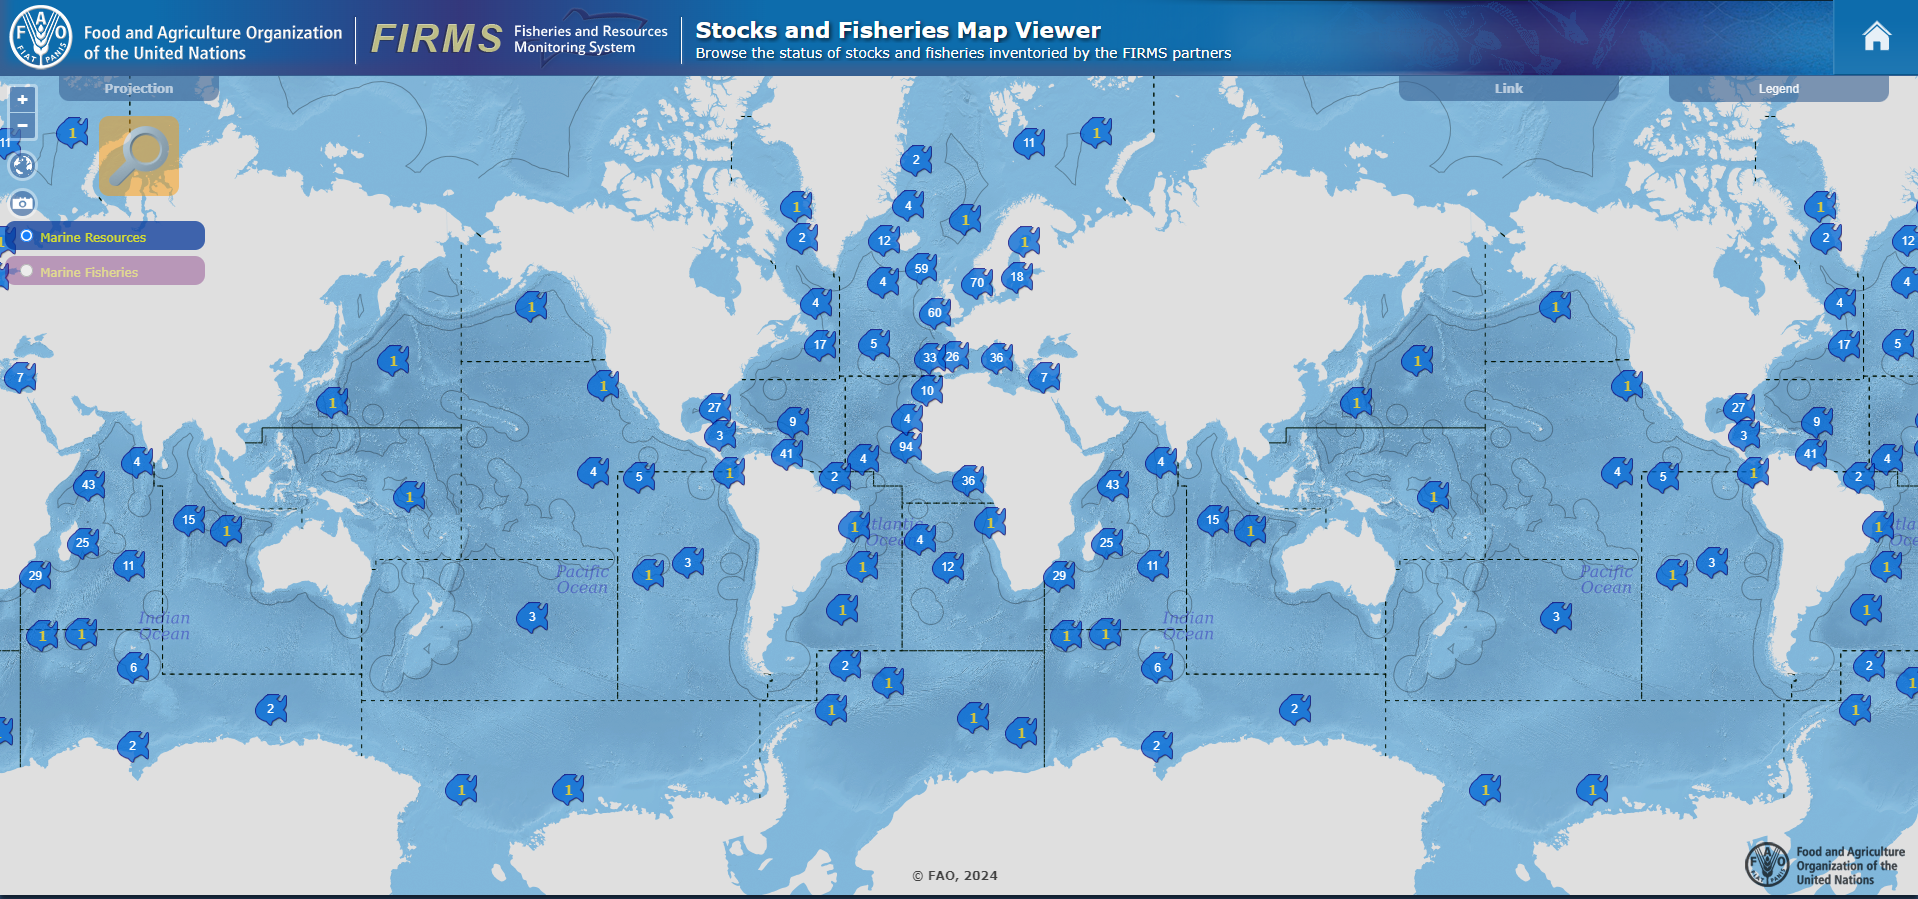 Food and Agriculture Organization
of the United Nations
FIRMS
Fisheries and Resources
Monitoring System
Stocks and Fisheries Map Viewer
Browse the status of stocks and fisheries inventoried by the FIRMS partners
Projection
Link
Legend
+
−
Marine Resources
Marine Fisheries
11 1 11 1
2
1 4 1 1
2 12 1 2 12
59
4 70 18 4
1 4 60 1 4
17 5 17 5
1 33 26 36 1
7 1 10 7 1
1 27 9 4 1 27 9
3 94 3
4 41 4 4 41 4
43 4 5 1 2 36 43 4 5 1 2
1 1
15 1 1 1 15 1 1
Atlantic
Ocean
25 4 25
11 3 1 12 11 3 1
29 1 29 1
Pacific
Ocean
Pacific
Ocean
3 1 3 1
Indian
Ocean
Indian
Ocean
1 1 1 1
6 2 6 2
1 1
2 1 1 2 1
2 1 2
1 1 1 1
© FAO, 2024
Food and Agriculture
Organization of the
United Nations